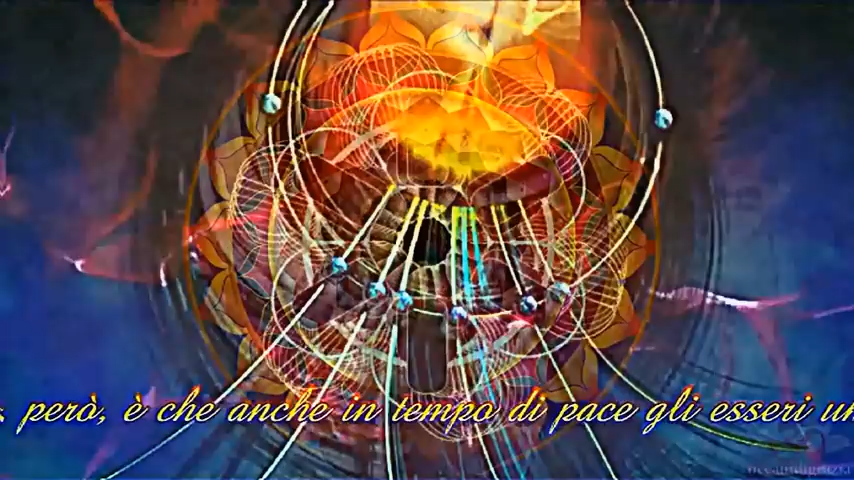 però, è che anche in tempo di pace gli esseri